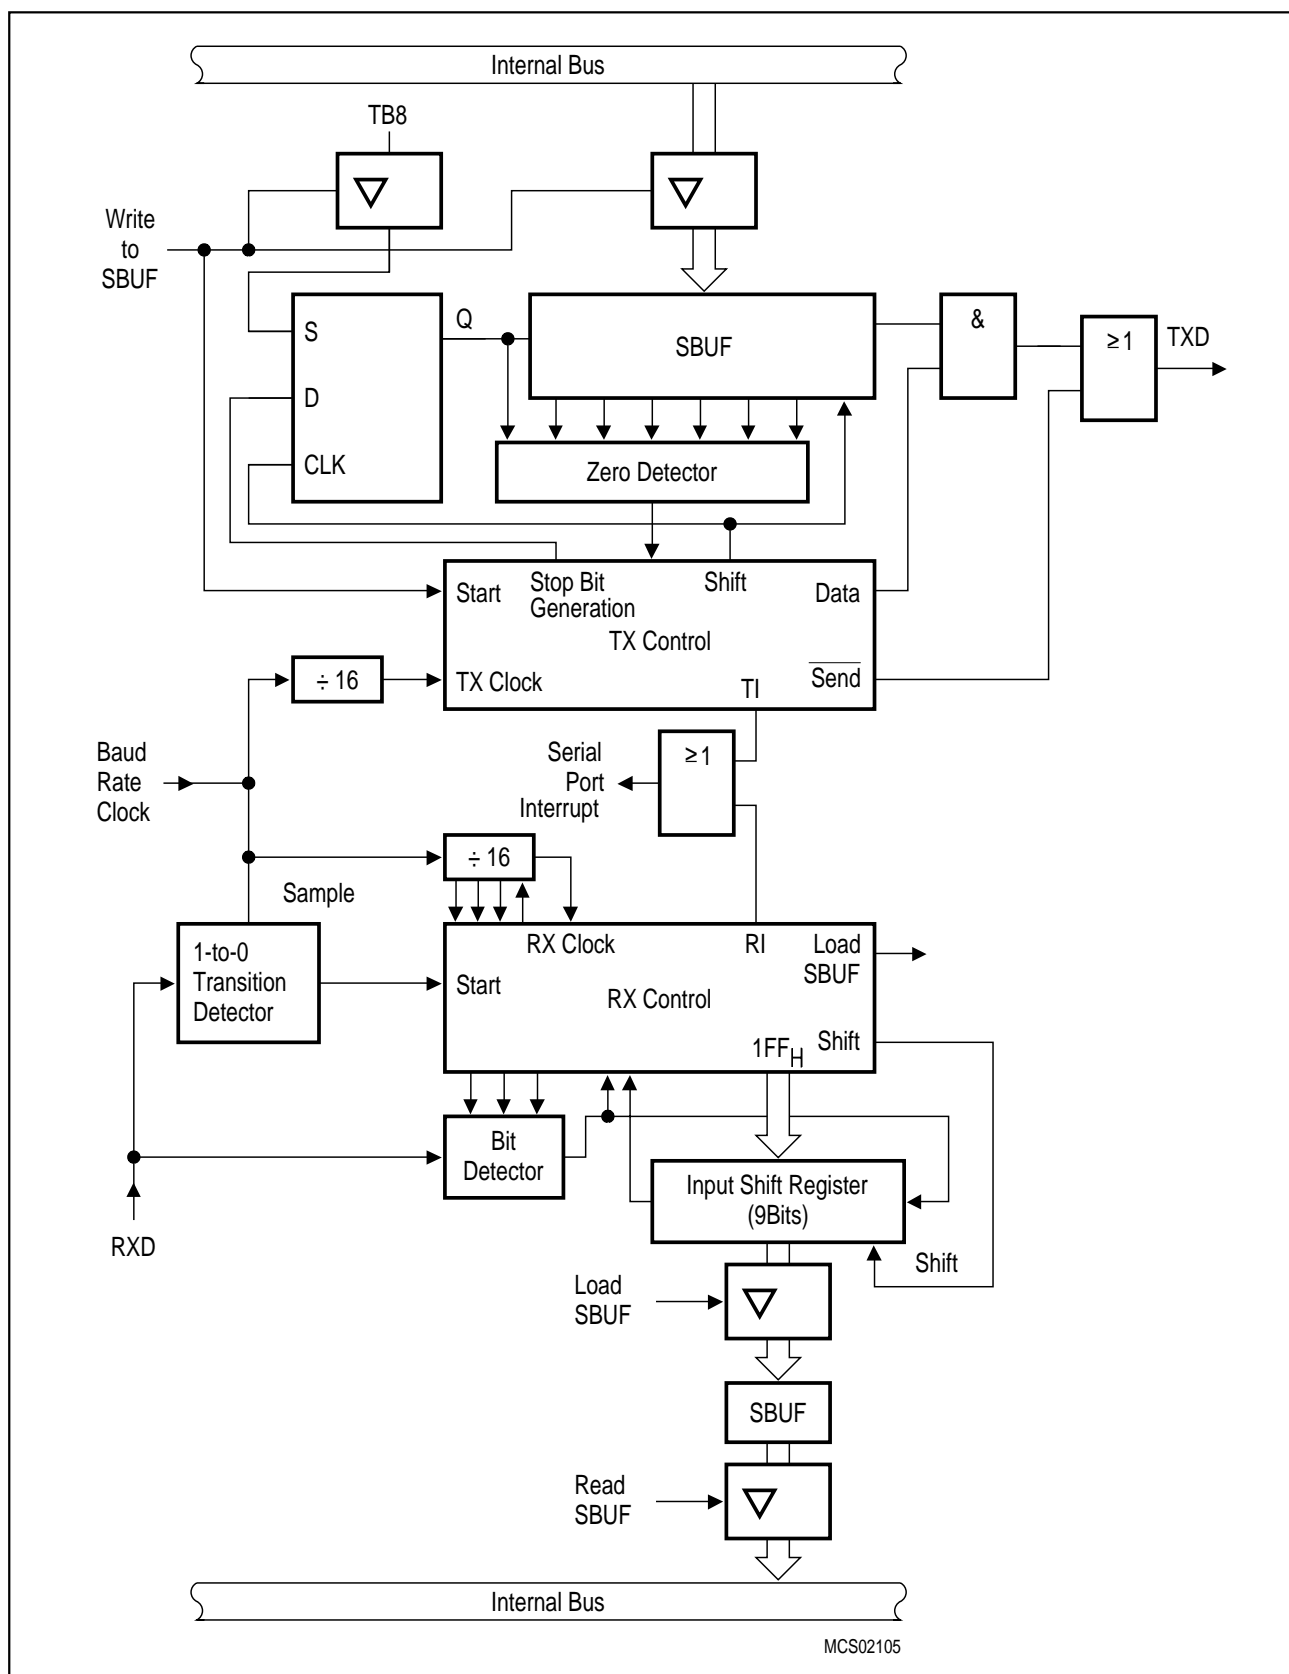 Internal Bus
TB8
Write
to
SBUF
S
Q
SBUF
&
≥1
TXD
D
CLK
Zero Detector
Start
Stop Bit
Generation
Shift
Data
TX Control
÷ 16
TX Clock
TI
Send
Baud
Rate
Clock
Serial
Port
Interrupt
≥1
÷ 16
Sample
1-to-0
Transition
Detector
RX Clock
RI
Load
SBUF
Start
RX Control
1FFH
Shift
Bit
Detector
Input Shift Register
(9Bits)
RXD
Shift
Load
SBUF
SBUF
Read
SBUF
Internal Bus
MCS02105